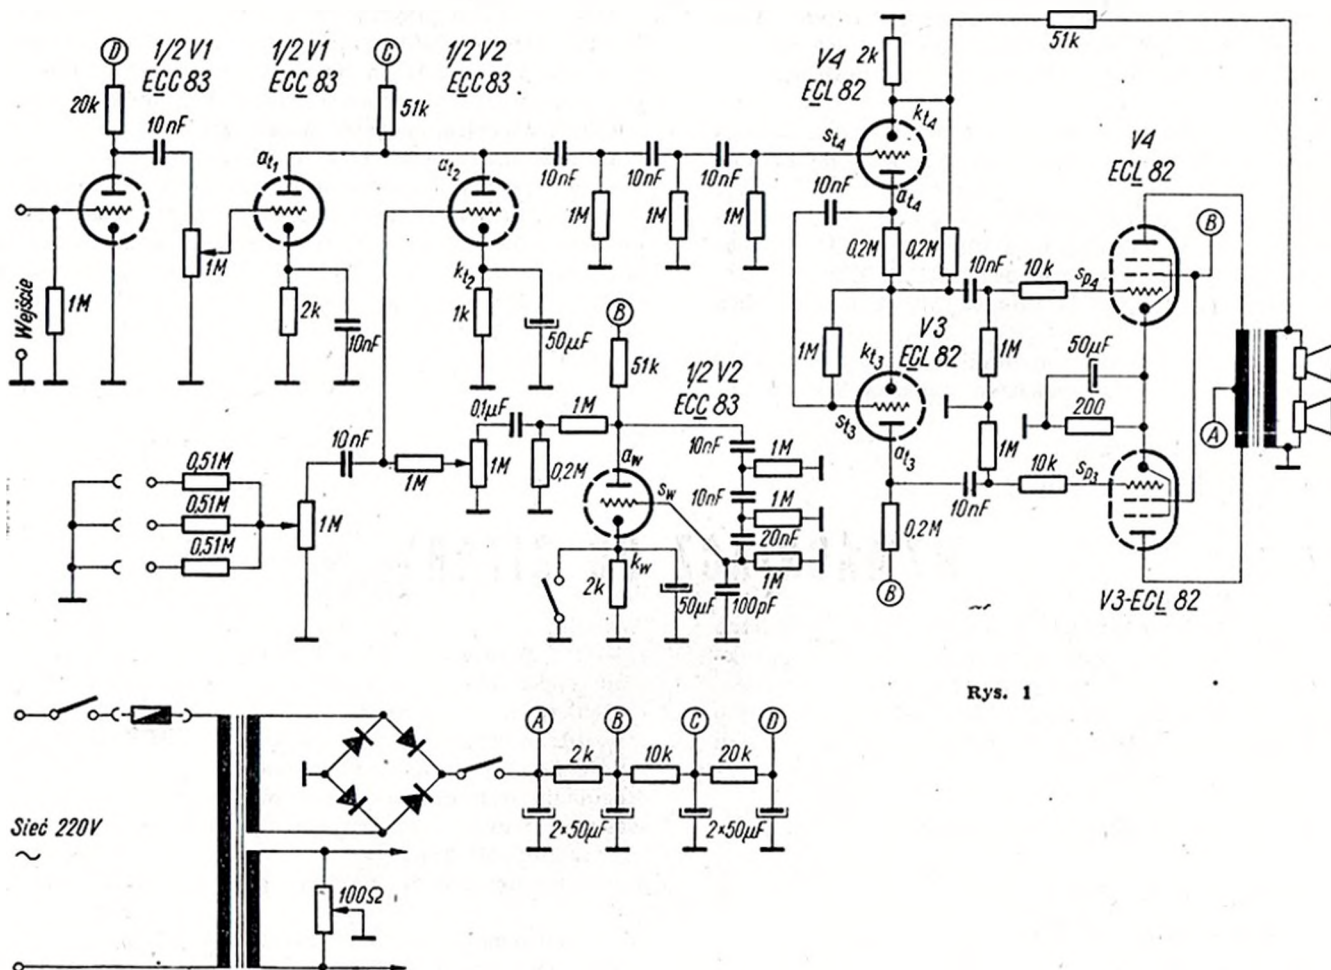 D
1/2 V1
ECC 83
20k
10 nF
1M
Wejście
1M
1/2 V1
ECC 83
at1
2k
10nF
C
51k
1/2 V2
ECC 83
at2
kt2
1k
50µF
10nF
1M
10nF
1M
10nF
1M
V4
ECL 82
2k
kt4
st4
at4
10nF
0,2M
0,2M
51k
1M
V3
ECL 82
kt3
st3
at3
0,2M
B
10nF
10k
sp4
1M
1M
10nF
10k
sp3
V4
ECL 82
B
50µF
200
A
V3-ECL 82
0,51M
0,51M
0,51M
1M
10nF
1M
0,1µF
1M
0,2M
1M
B
51k
1/2 V2
ECC 83
aw
sw
kw
2k
50µF
100pF
10nF
1M
10nF
1M
20nF
1M
Rys. 1
Sieć 220V
~
100Ω
A
2k
B
10k
C
20k
D
2×50µF
2×50µF